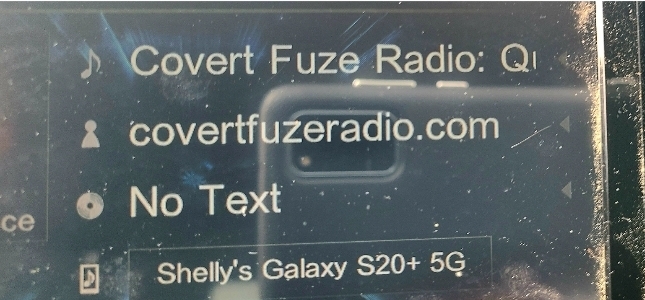 Covert Fuze Radio:
covertfuzeradio.com
No Text
ce
Shelly's Galaxy S20+ 5G